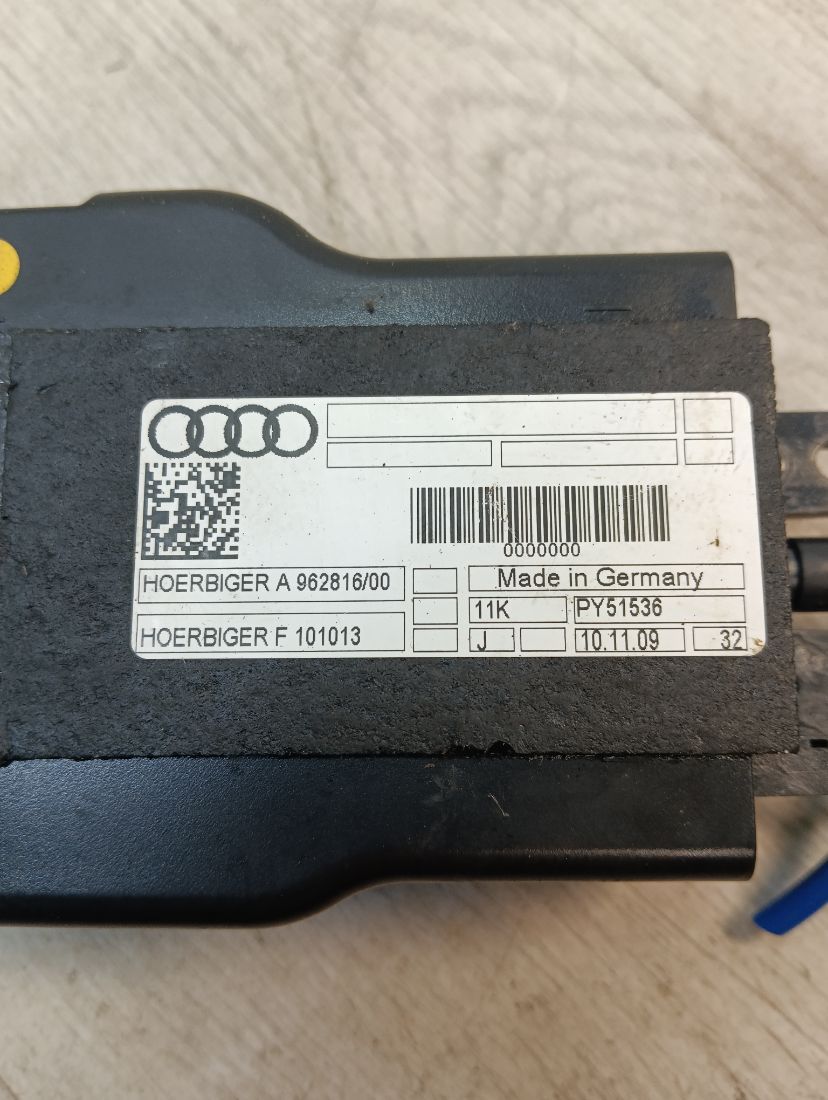 0000000
HOERBIGER A 962816/00
Made in Germany
11K PY51536
HOERBIGER F 101013
J 10.11.09 32